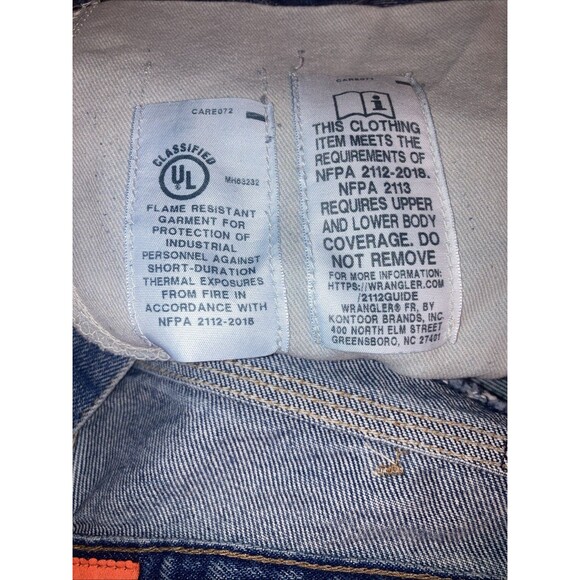 CARE072
CLASSIFIED
UL
MH63232
FLAME RESISTANT
GARMENT FOR
PROTECTION OF
INDUSTRIAL
PERSONNEL AGAINST
SHORT-DURATION
THERMAL EXPOSURES
FROM FIRE IN
ACCORDANCE WITH
NFPA 2112-2018
CARE071
i
THIS CLOTHING
ITEM MEETS THE
REQUIREMENTS OF
NFPA 2112-2018.
NFPA 2113
REQUIRES UPPER
AND LOWER BODY
COVERAGE. DO
NOT REMOVE
FOR MORE INFORMATION:
HTTPS://WRANGLER.COM
/2112GUIDE
WRANGLER® FR, BY
KONTOOR BRANDS, INC
400 NORTH ELM STREET
GREENSBORO, NC 27401